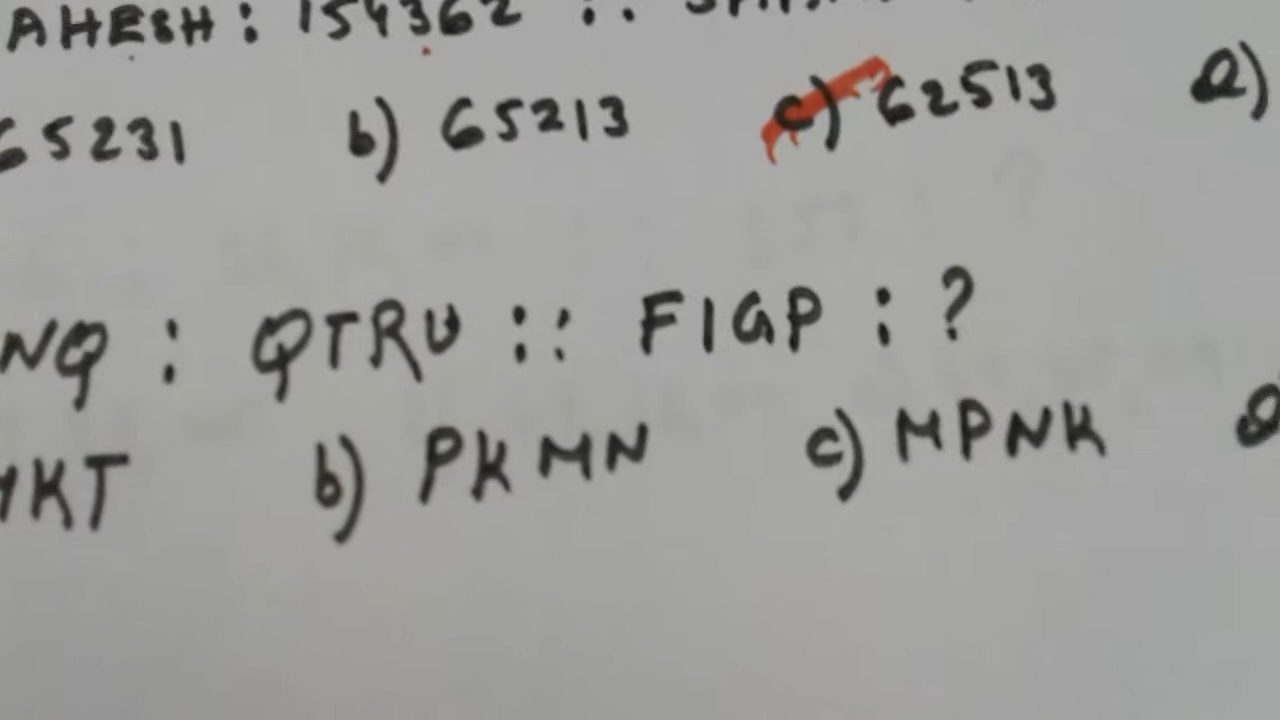 AHESH : 154362 ::
65231 b) 65213 c) 62513 d)
NQ : QTRU :: FIGP : ?
KT b) PKMN c) MPNK